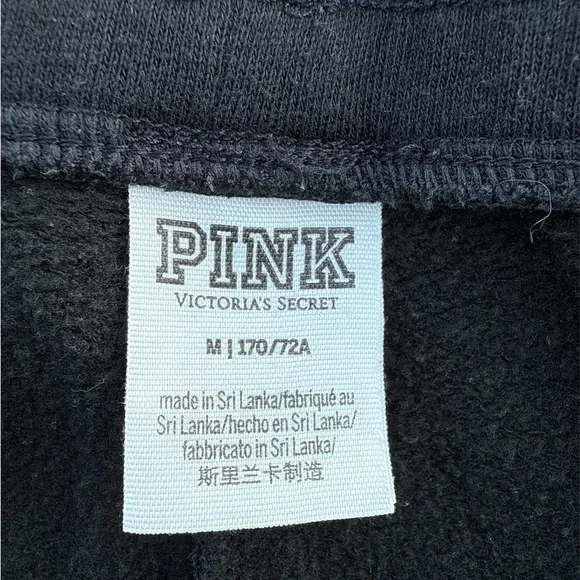 PINK
VICTORIA'S SECRET
M | 170/72A
made in Sri Lanka/fabriqué au
Sri Lanka/hecho en Sri Lanka/
fabbricato in Sri Lanka/
斯里兰卡制造